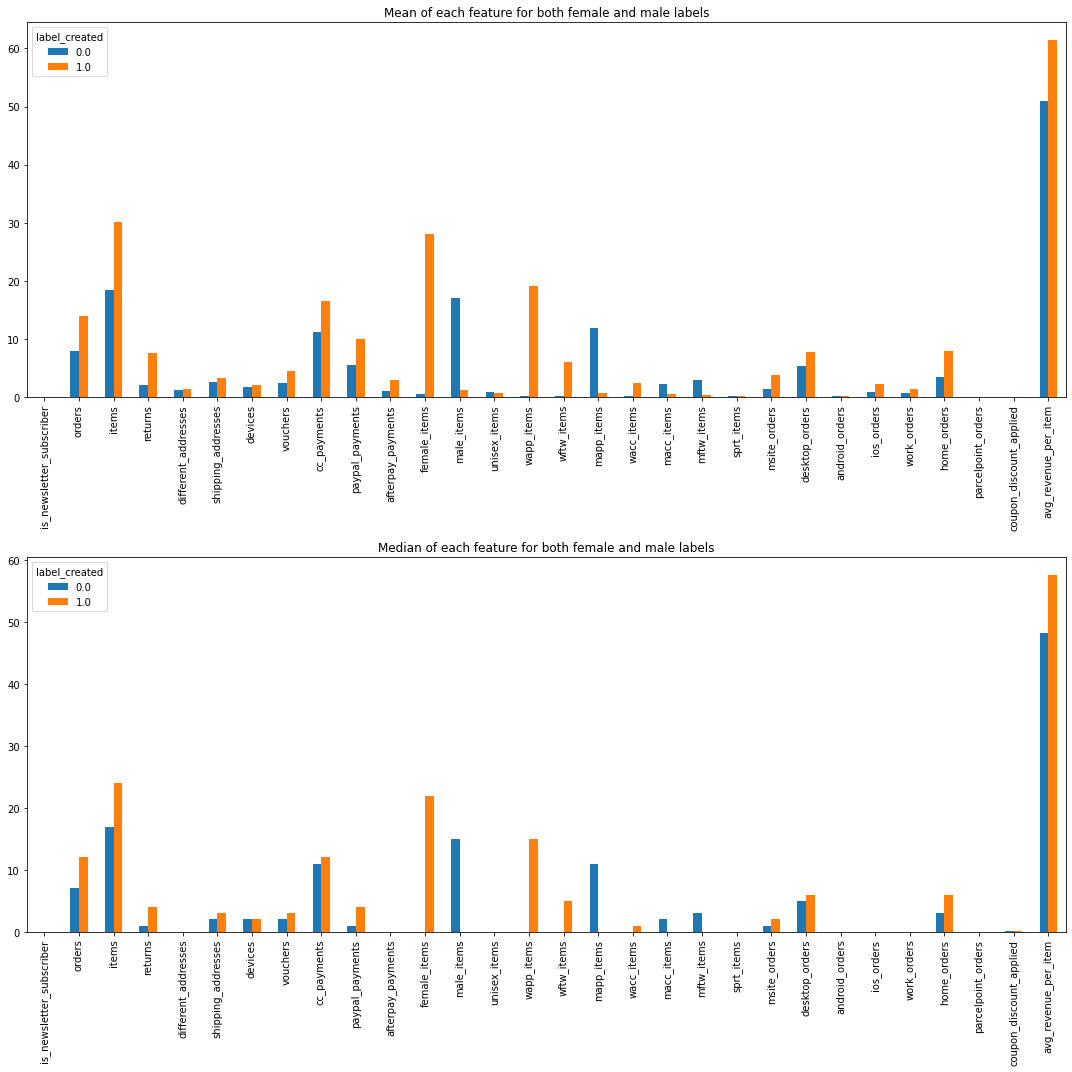 Mean of each feature for both female and male labels
label_created
0.0
1.0
60
50
40
30
20
10
0
is_newsletter_subscriber
orders
items
returns
different_addresses
shipping_addresses
devices
vouchers
cc_payments
paypal_payments
afterpay_payments
female_items
male_items
unisex_items
wapp_items
wftw_items
mapp_items
wacc_items
macc_items
mftw_items
sprt_items
msite_orders
desktop_orders
android_orders
ios_orders
work_orders
home_orders
parcelpoint_orders
coupon_discount_applied
avg_revenue_per_item
Median of each feature for both female and male labels
label_created
0.0
1.0
60
50
40
30
20
10
0
is_newsletter_subscriber
orders
items
returns
different_addresses
shipping_addresses
devices
vouchers
cc_payments
paypal_payments
afterpay_payments
female_items
male_items
unisex_items
wapp_items
wftw_items
mapp_items
wacc_items
macc_items
mftw_items
sprt_items
msite_orders
desktop_orders
android_orders
ios_orders
work_orders
home_orders
parcelpoint_orders
coupon_discount_applied
avg_revenue_per_item